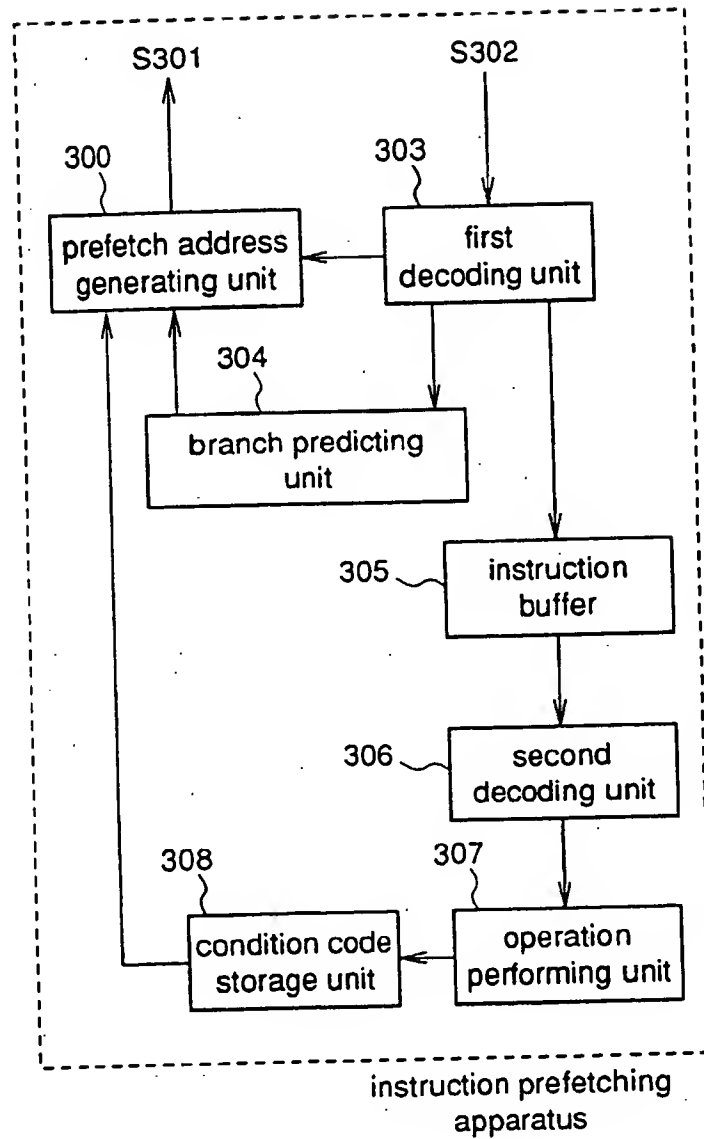 S301
S302
300
303
prefetch address
generating unit
first
decoding unit
304
branch predicting
unit
305
instruction
buffer
306
second
decoding unit
308
307
condition code
storage unit
operation
performing unit
instruction prefetching
apparatus